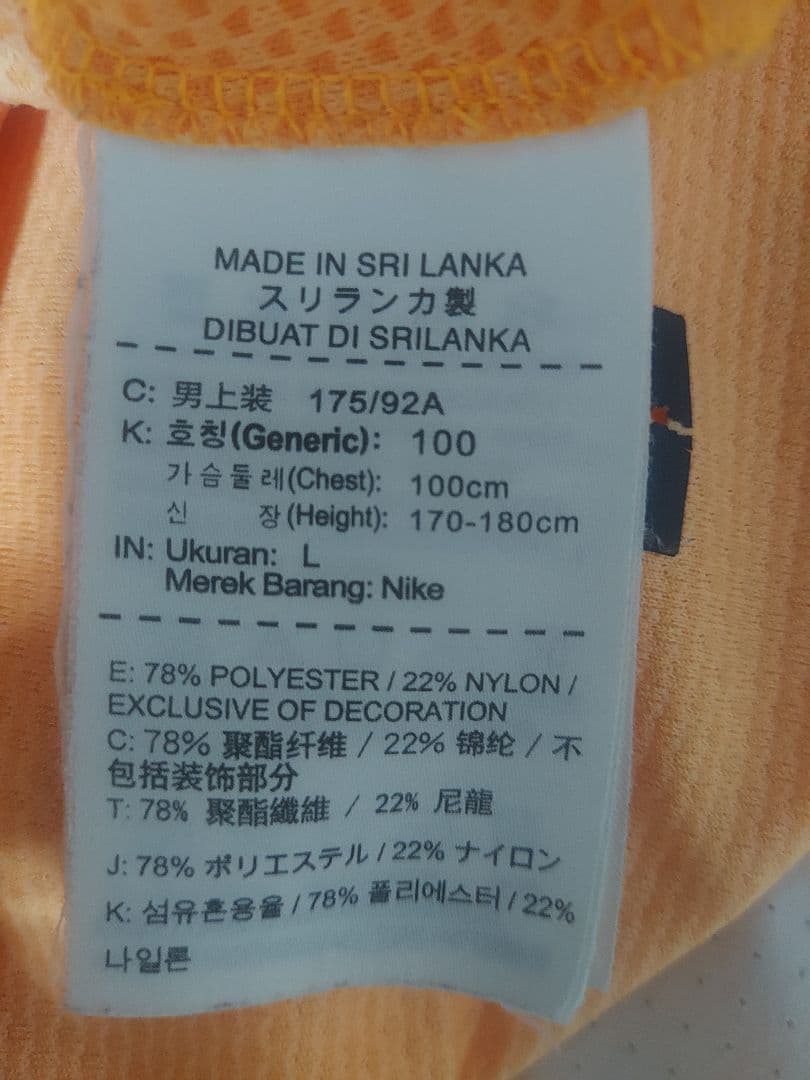 MADE IN SRI LANKA
スリランカ製
DIBUAT DI SRILANKA
C: 男上装 175/92A
K: 호칭(Generic): 100
가슴둘레(Chest): 100cm
신 장(Height): 170-180cm
IN: Ukuran: L
Merek Barang: Nike
E: 78% POLYESTER / 22% NYLON /
EXCLUSIVE OF DECORATION
C: 78% 聚酯纤维 / 22% 锦纶 / 不
包括装饰部分
T: 78% 聚酯纖維 / 22% 尼龍
J: 78% ポリエステル / 22% ナイロン
K: 섬유혼용율 / 78% 폴리에스터 / 22%
나일론